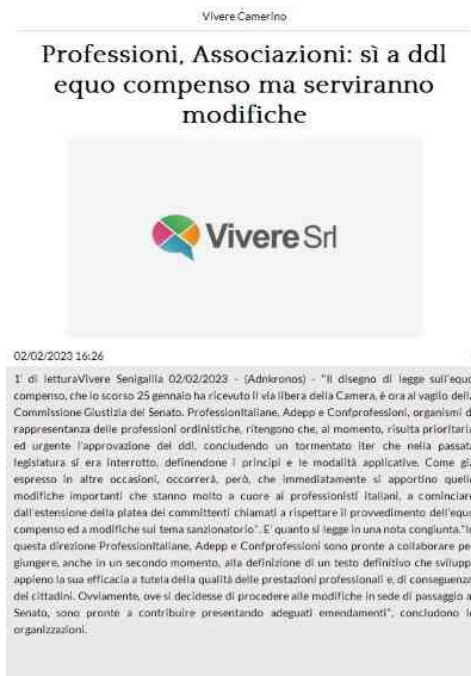 Vivere Camerino
Professioni, Associazioni: sì a ddl
equo compenso ma serviranno
modifiche
Vivere Srl
02/02/2023 16:26
1' di letturaVivere Senigallia 02/02/2023 - (Adnkronos) - "Il disegno di legge sull'equo
compenso, che lo scorso 25 gennaio ha ricevuto il via libera della Camera, è ora al vaglio della
Commissione Giustizia del Senato. ProfessionItaliane, Adepp e Confprofessioni, organismi d
rappresentanza delle professioni ordinistiche, ritengono che, al momento, risulta prioritaria
ed urgente l'approvazione del ddl, concludendo un tormentato iter che nella passata
legislatura si era interrotto, definendone i principi e le modalità applicative. Come gi
espresso in altre occasioni, occorrerà, però, che immediatamente si apportino quelle
modifiche importanti che stanno molto a cuore ai professionisti italiani, a cominciare
dall'estensione della platea dei committenti chiamati a rispettare il provvedimento dell'equo
compenso ed a modifiche sul tema sanzionatorio". E' quanto si legge in una nota congiunta."In
questa direzione ProfessionItaliane, Adepp e Confprofessioni sono pronte a collaborare pe
giungere, anche in un secondo momento, alla definizione di un testo definitivo che svilupp
appieno la sua efficacia a tutela della qualità delle prestazioni professionali e, di conseguenza
dei cittadini. Ovviamente, ove si decidesse di procedere alle modifiche in sede di passaggio a
Senato, sono pronte a contribuire presentando adeguati emendamenti", concludono le
organizzazioni.